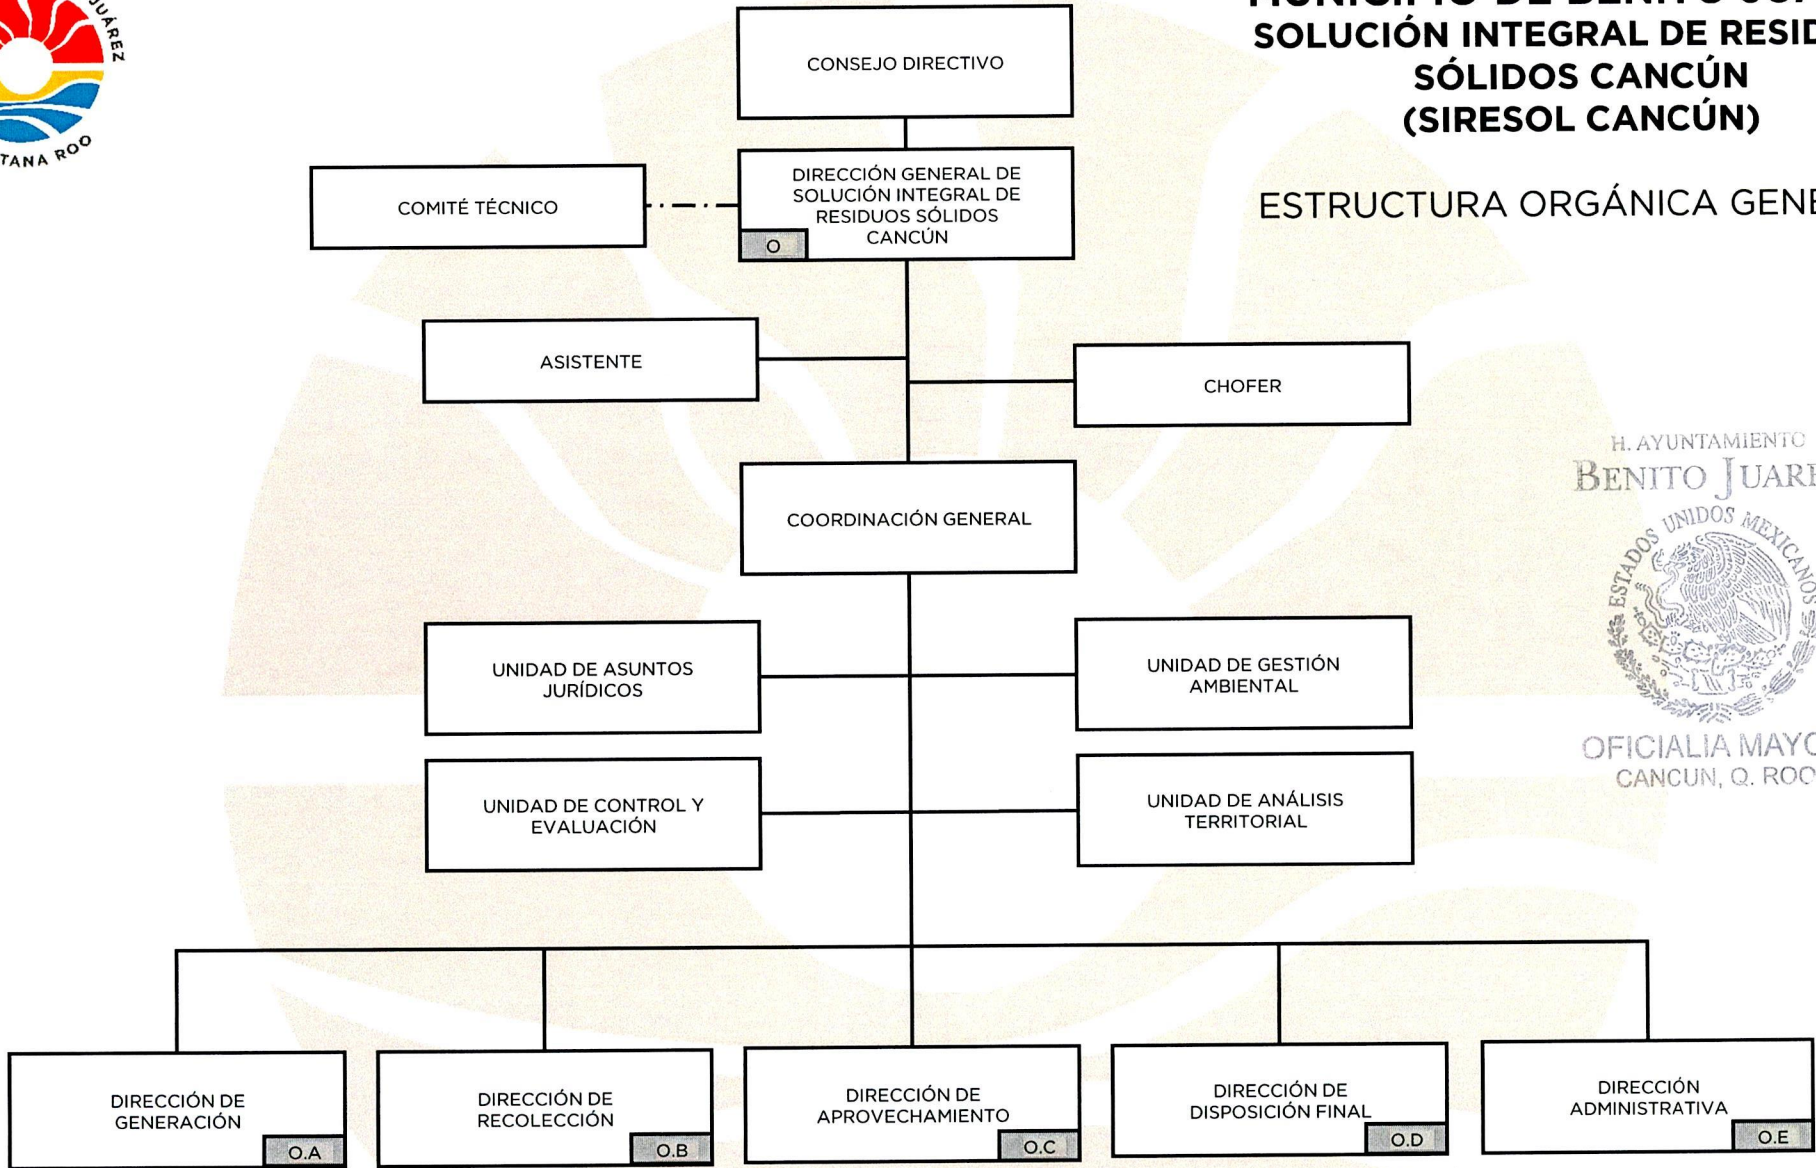 JUÁREZ
TANA ROO
SOLUCIÓN INTEGRAL DE RESID
SÓLIDOS CANCÚN
(SIRESOL CANCÚN)
ESTRUCTURA ORGÁNICA GENE
CONSEJO DIRECTIVO
COMITÉ TÉCNICO
DIRECCIÓN GENERAL DE
SOLUCIÓN INTEGRAL DE
RESIDUOS SÓLIDOS
CANCÚN
O
ASISTENTE
CHOFER
COORDINACIÓN GENERAL
H. AYUNTAMIENTO
BENITO JUARE
ESTADOS UNIDOS MEXICANOS
OFICIALIA MAYO
CANCUN, Q. ROO
UNIDAD DE ASUNTOS
JURÍDICOS
UNIDAD DE GESTIÓN
AMBIENTAL
UNIDAD DE CONTROL Y
EVALUACIÓN
UNIDAD DE ANÁLISIS
TERRITORIAL
DIRECCIÓN DE
GENERACIÓN
O.A
DIRECCIÓN DE
RECOLECCIÓN
O.B
DIRECCIÓN DE
APROVECHAMIENTO
O.C
DIRECCIÓN DE
DISPOSICIÓN FINAL
O.D
DIRECCIÓN
ADMINISTRATIVA
O.E